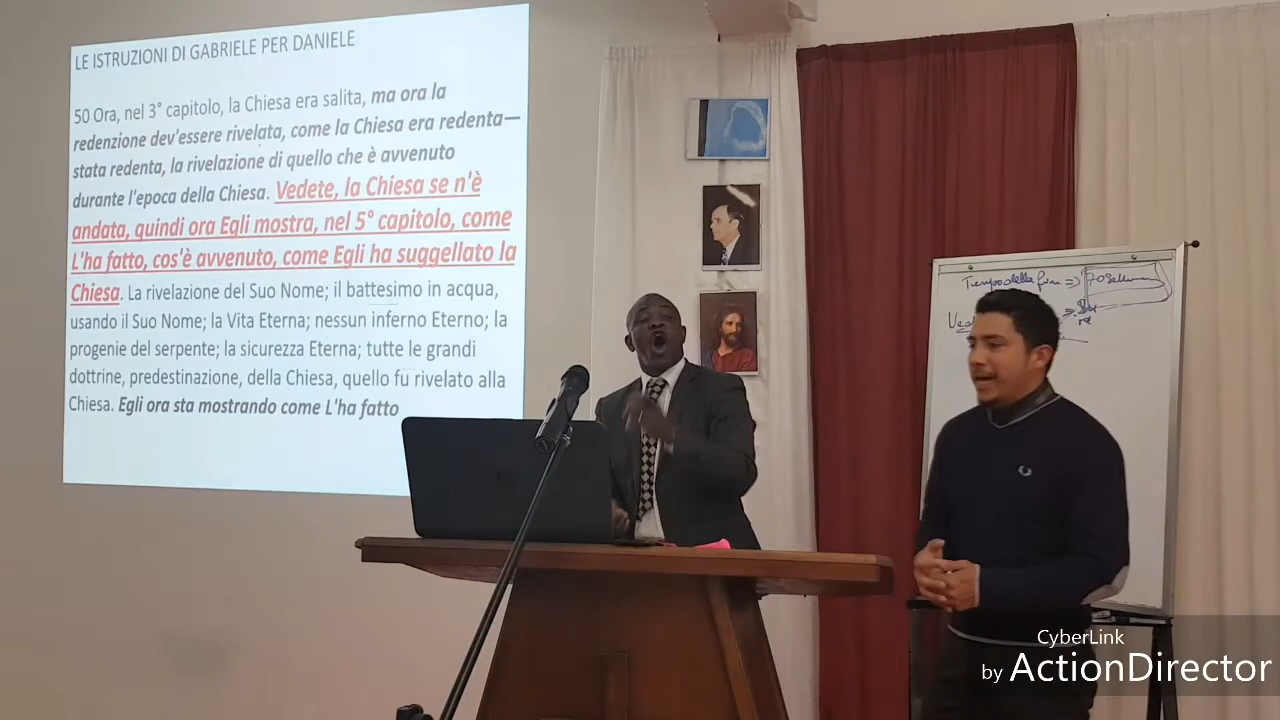 LE ISTRUZIONI DI GABRIELE PER DANIELE
50 Ora, nel 3° capitolo, la Chiesa era salita, ma ora la
redenzione dev'essere rivelata, come la Chiesa era redenta—
stata redenta, la rivelazione di quello che è avvenuto
durante l'epoca della Chiesa. Vedete, la Chiesa se n'è
andata, quindi ora Egli mostra, nel 5° capitolo, come
L'ha fatto, cos'è avvenuto, come Egli ha suggellato la
Chiesa. La rivelazione del Suo Nome; il battesimo in acqua,
usando il Suo Nome; la Vita Eterna; nessun inferno Eterno; la
progenie del serpente; la sicurezza Eterna; tutte le grandi
dottrine, predestinazione, della Chiesa, quello fu rivelato alla
Chiesa. Egli ora sta mostrando come L'ha fatto
Tempo della fine
CyberLink
by ActionDirector